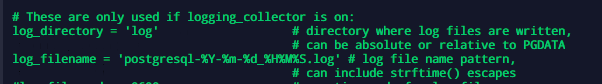 # These are only used if logging_collector is on:
log_directory = 'log' # directory where log files are written,
# can be absolute or relative to PGDATA
log_filename = 'postgresql-%Y-%m-%d_%H%M%S.log' # log file name pattern,
# can include strftime() escapes